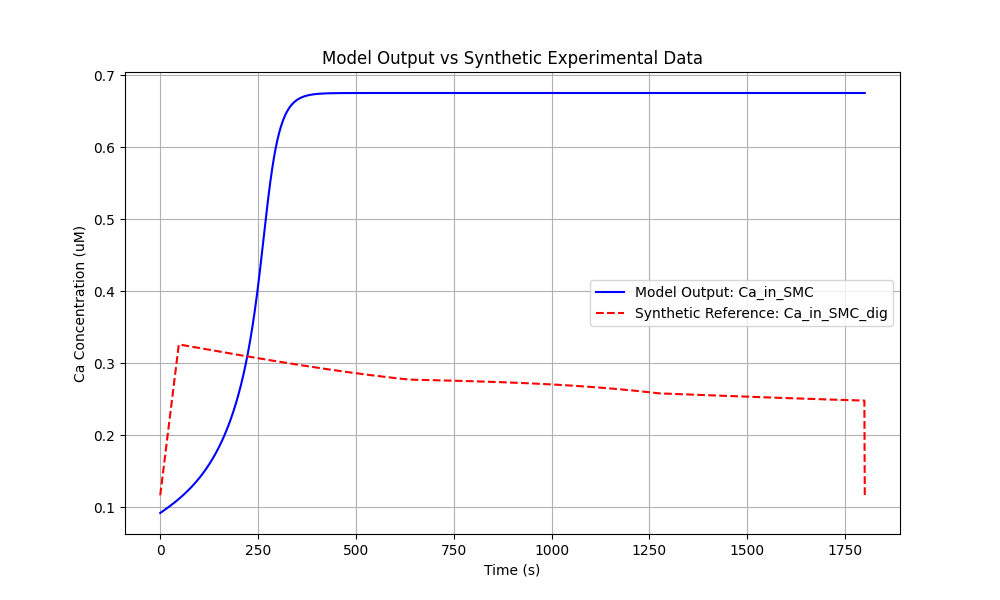 Model Output vs Synthetic Experimental Data
Ca Concentration (uM)
0.7
0.6
0.5
0.4
0.3
0.2
0.1
Model Output: Ca_in_SMC
Synthetic Reference: Ca_in_SMC_dig
0 250 500 750 1000 1250 1500 1750
Time (s)